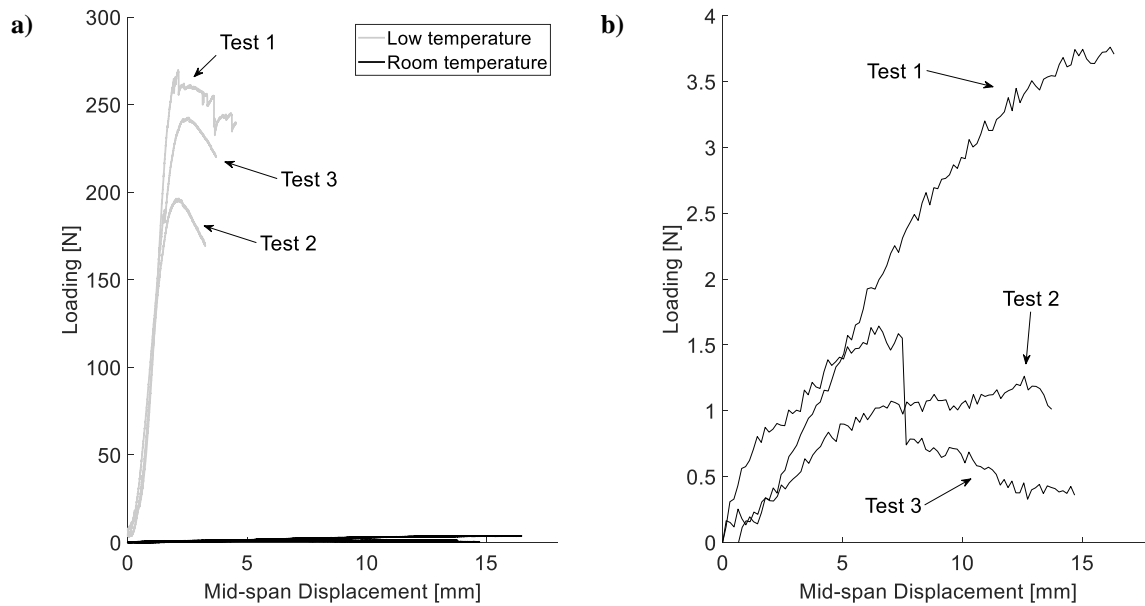 a)
300
250
200
150
100
50
0
Loading [N]
Low temperature
Room temperature
Test 1
Test 3
Test 2
0 5 10 15
Mid-span Displacement [mm]
b)
4
3.5
3
2.5
2
1.5
1
0.5
0
Loading [N]
Test 1
Test 2
Test 3
0 5 10 15
Mid-span Displacement [mm]